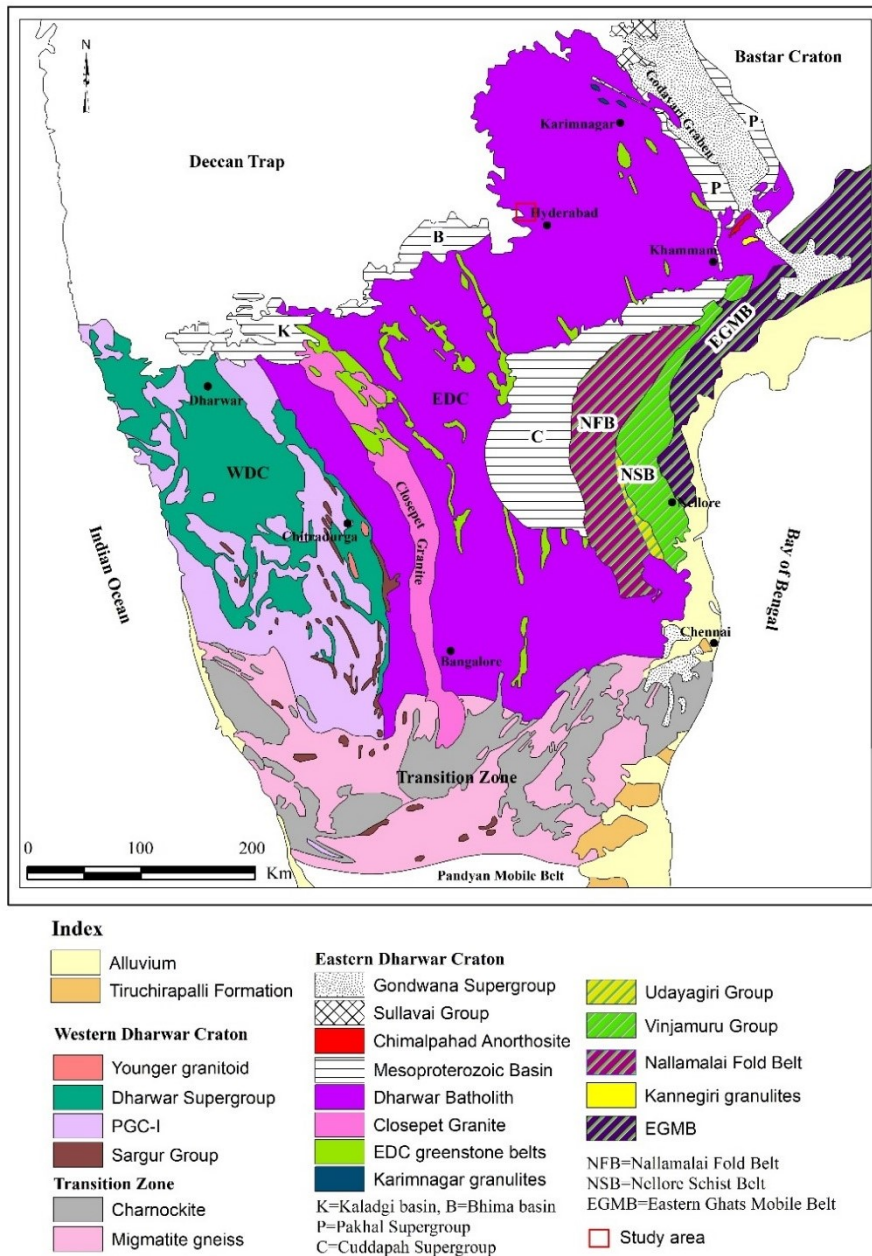 N
Bastar Craton
Godavari Graben
Karimnagar
P
P
Deccan Trap
Hyderabad
B
Khammam
K
EGMB
Dharwar
EDC
NFB
C
WDC
NSB
Nellore
Closepet
Granite
Chitradurga
Indian Ocean
Bay of Bengal
Chennai
Bangalore
Transition Zone
0 100 200
Km
Pandyan Mobile Belt
Index
Alluvium
Tiruchirapalli Formation
Western Dharwar Craton
Younger granitoid
Dharwar Supergroup
PGC-I
Sargur Group
Transition Zone
Charnockite
Migmatite gneiss
Eastern Dharwar Craton
Gondwana Supergroup
Sullavai Group
Chimalpahad Anorthosite
Mesoproterozoic Basin
Dharwar Batholith
Closepet Granite
EDC greenstone belts
Karimnagar granulites
K=Kaladgi basin, B=Bhima basin
P=Pakhal Supergroup
C=Cuddapah Supergroup
Udayagiri Group
Vinjamuru Group
Nallamalai Fold Belt
Kannegiri granulites
EGMB
NFB=Nallamalai Fold Belt
NSB=Nellore Schist Belt
EGMB=Eastern Ghats Mobile Belt
Study area